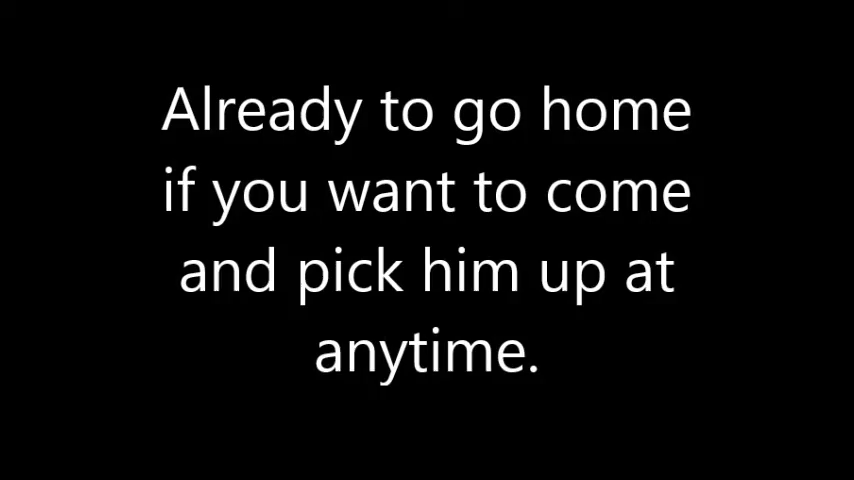 Already to go home
if you want to come
and pick him up at
anytime.